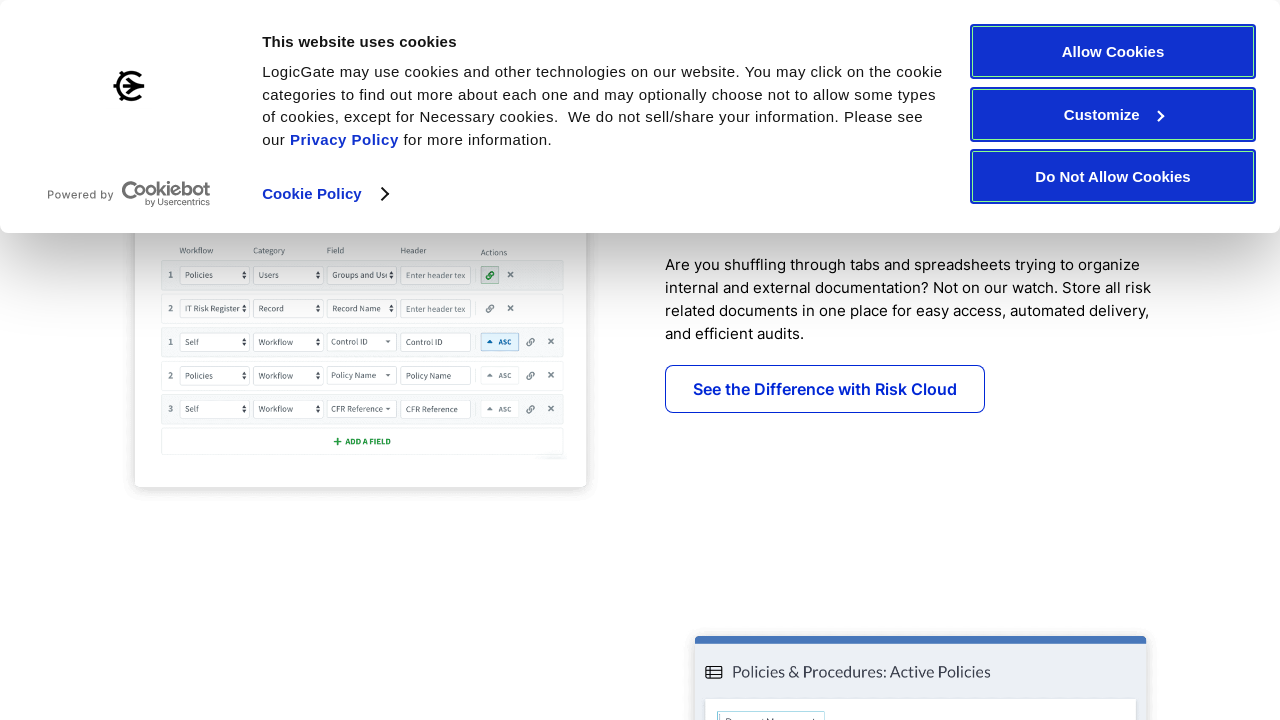 This website uses cookies
LogicGate may use cookies and other technologies on our website. You may click on the cookie
categories to find out more about each one and may optionally choose not to allow some types
of cookies, except for Necessary cookies.  We do not sell/share your information. Please see
our Privacy Policy for more information.
Cookie Policy
Powered by Cookiebot
by Usercentrics
Allow Cookies
Customize
Do Not Allow Cookies
Workflow Category Field Header Actions
1 Policies Users Groups and Use Enter header tex
2 IT Risk Register Record Record Name Enter header tex
1 Self Workflow Control ID Control ID ASC
2 Policies Workflow Policy Name Policy Name ASC
3 Self Workflow CFR Reference CFR Reference ASC
+ ADD A FIELD
Are you shuffling through tabs and spreadsheets trying to organize
internal and external documentation? Not on our watch. Store all risk
related documents in one place for easy access, automated delivery,
and efficient audits.
See the Difference with Risk Cloud
Policies & Procedures: Active Policies